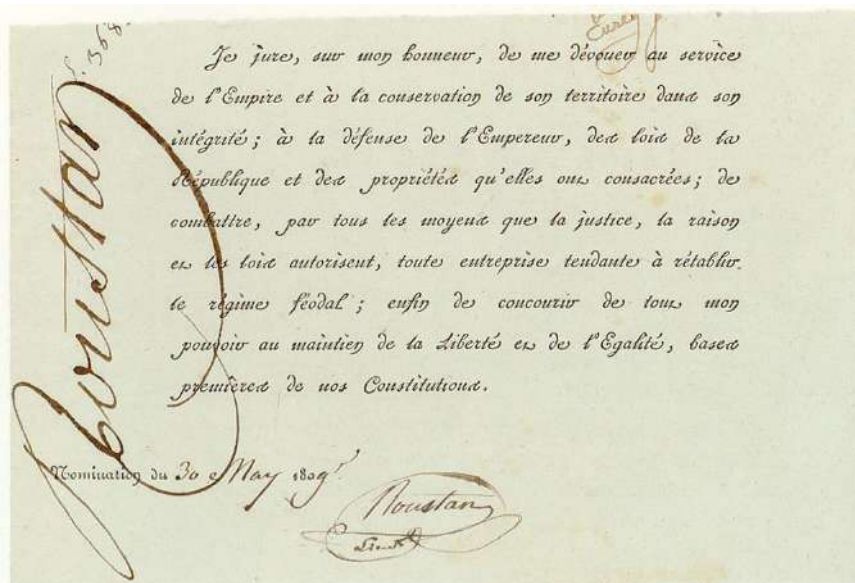 S. 368.
Roustan
Je jure, sur mon honneur, de me dévouer au service
de l'Empire et à la conservation de son territoire dans son
intégrité ; à la défense de l'Empereur, des lois de la
République et des propriétés qu'elles ont consacrées ; de
combattre, par tous les moyens que la justice, la raison
et les lois autorisent, toute entreprise tendante à rétablir
le régime féodal ; enfin de concourir de tout mon
pouvoir au maintien de la Liberté et de l'Egalité, bases
premières de nos Constitutions.
Nomination du 30 May 1809
Roustan